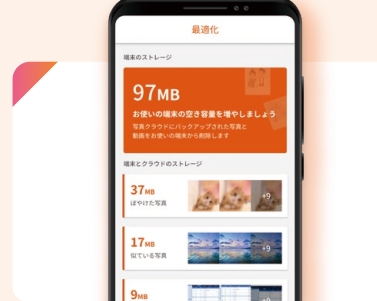 最適化
端末のストレージ
97MB
お使いの端末の空き容量を増やしましょう
写真クラウドにバックアップされた写真と
動画をお使いの端末から削除します
端末とクラウドのストレージ
37MB
ぼやけた写真
+9
17MB
似ている写真
+9
9MB
+9